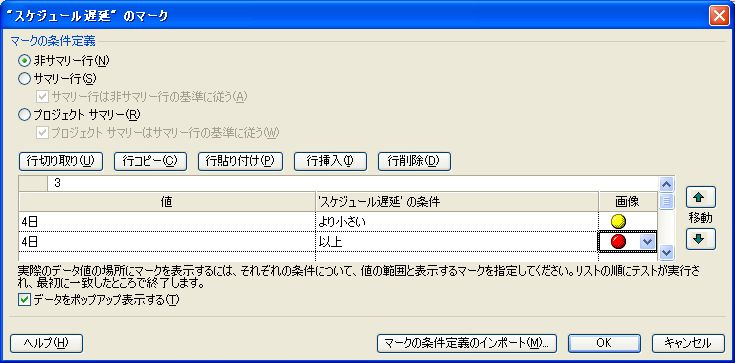 "スケジュール遅延" のマーク
マークの条件定義
非サマリー行(N)
サマリー行(S)
サマリー行は非サマリー行の基準に従う(A)
プロジェクト サマリー(R)
プロジェクト サマリーはサマリー行の基準に従う(W)
行切り取り(U) 行コピー(C) 行貼り付け(P) 行挿入(I) 行削除(D)
3
値 'スケジュール遅延' の条件 画像
4日 より小さい
移動
4日 以上
実際のデータ値の場所にマークを表示するには、それぞれの条件について、値の範囲と表示するマークを指定してください。リストの順にテストが実行さ
れ、最初に一致したところで終了します。
データをポップアップ表示する(T)
ヘルプ(H) マークの条件定義のインポート(M)... OK キャンセル